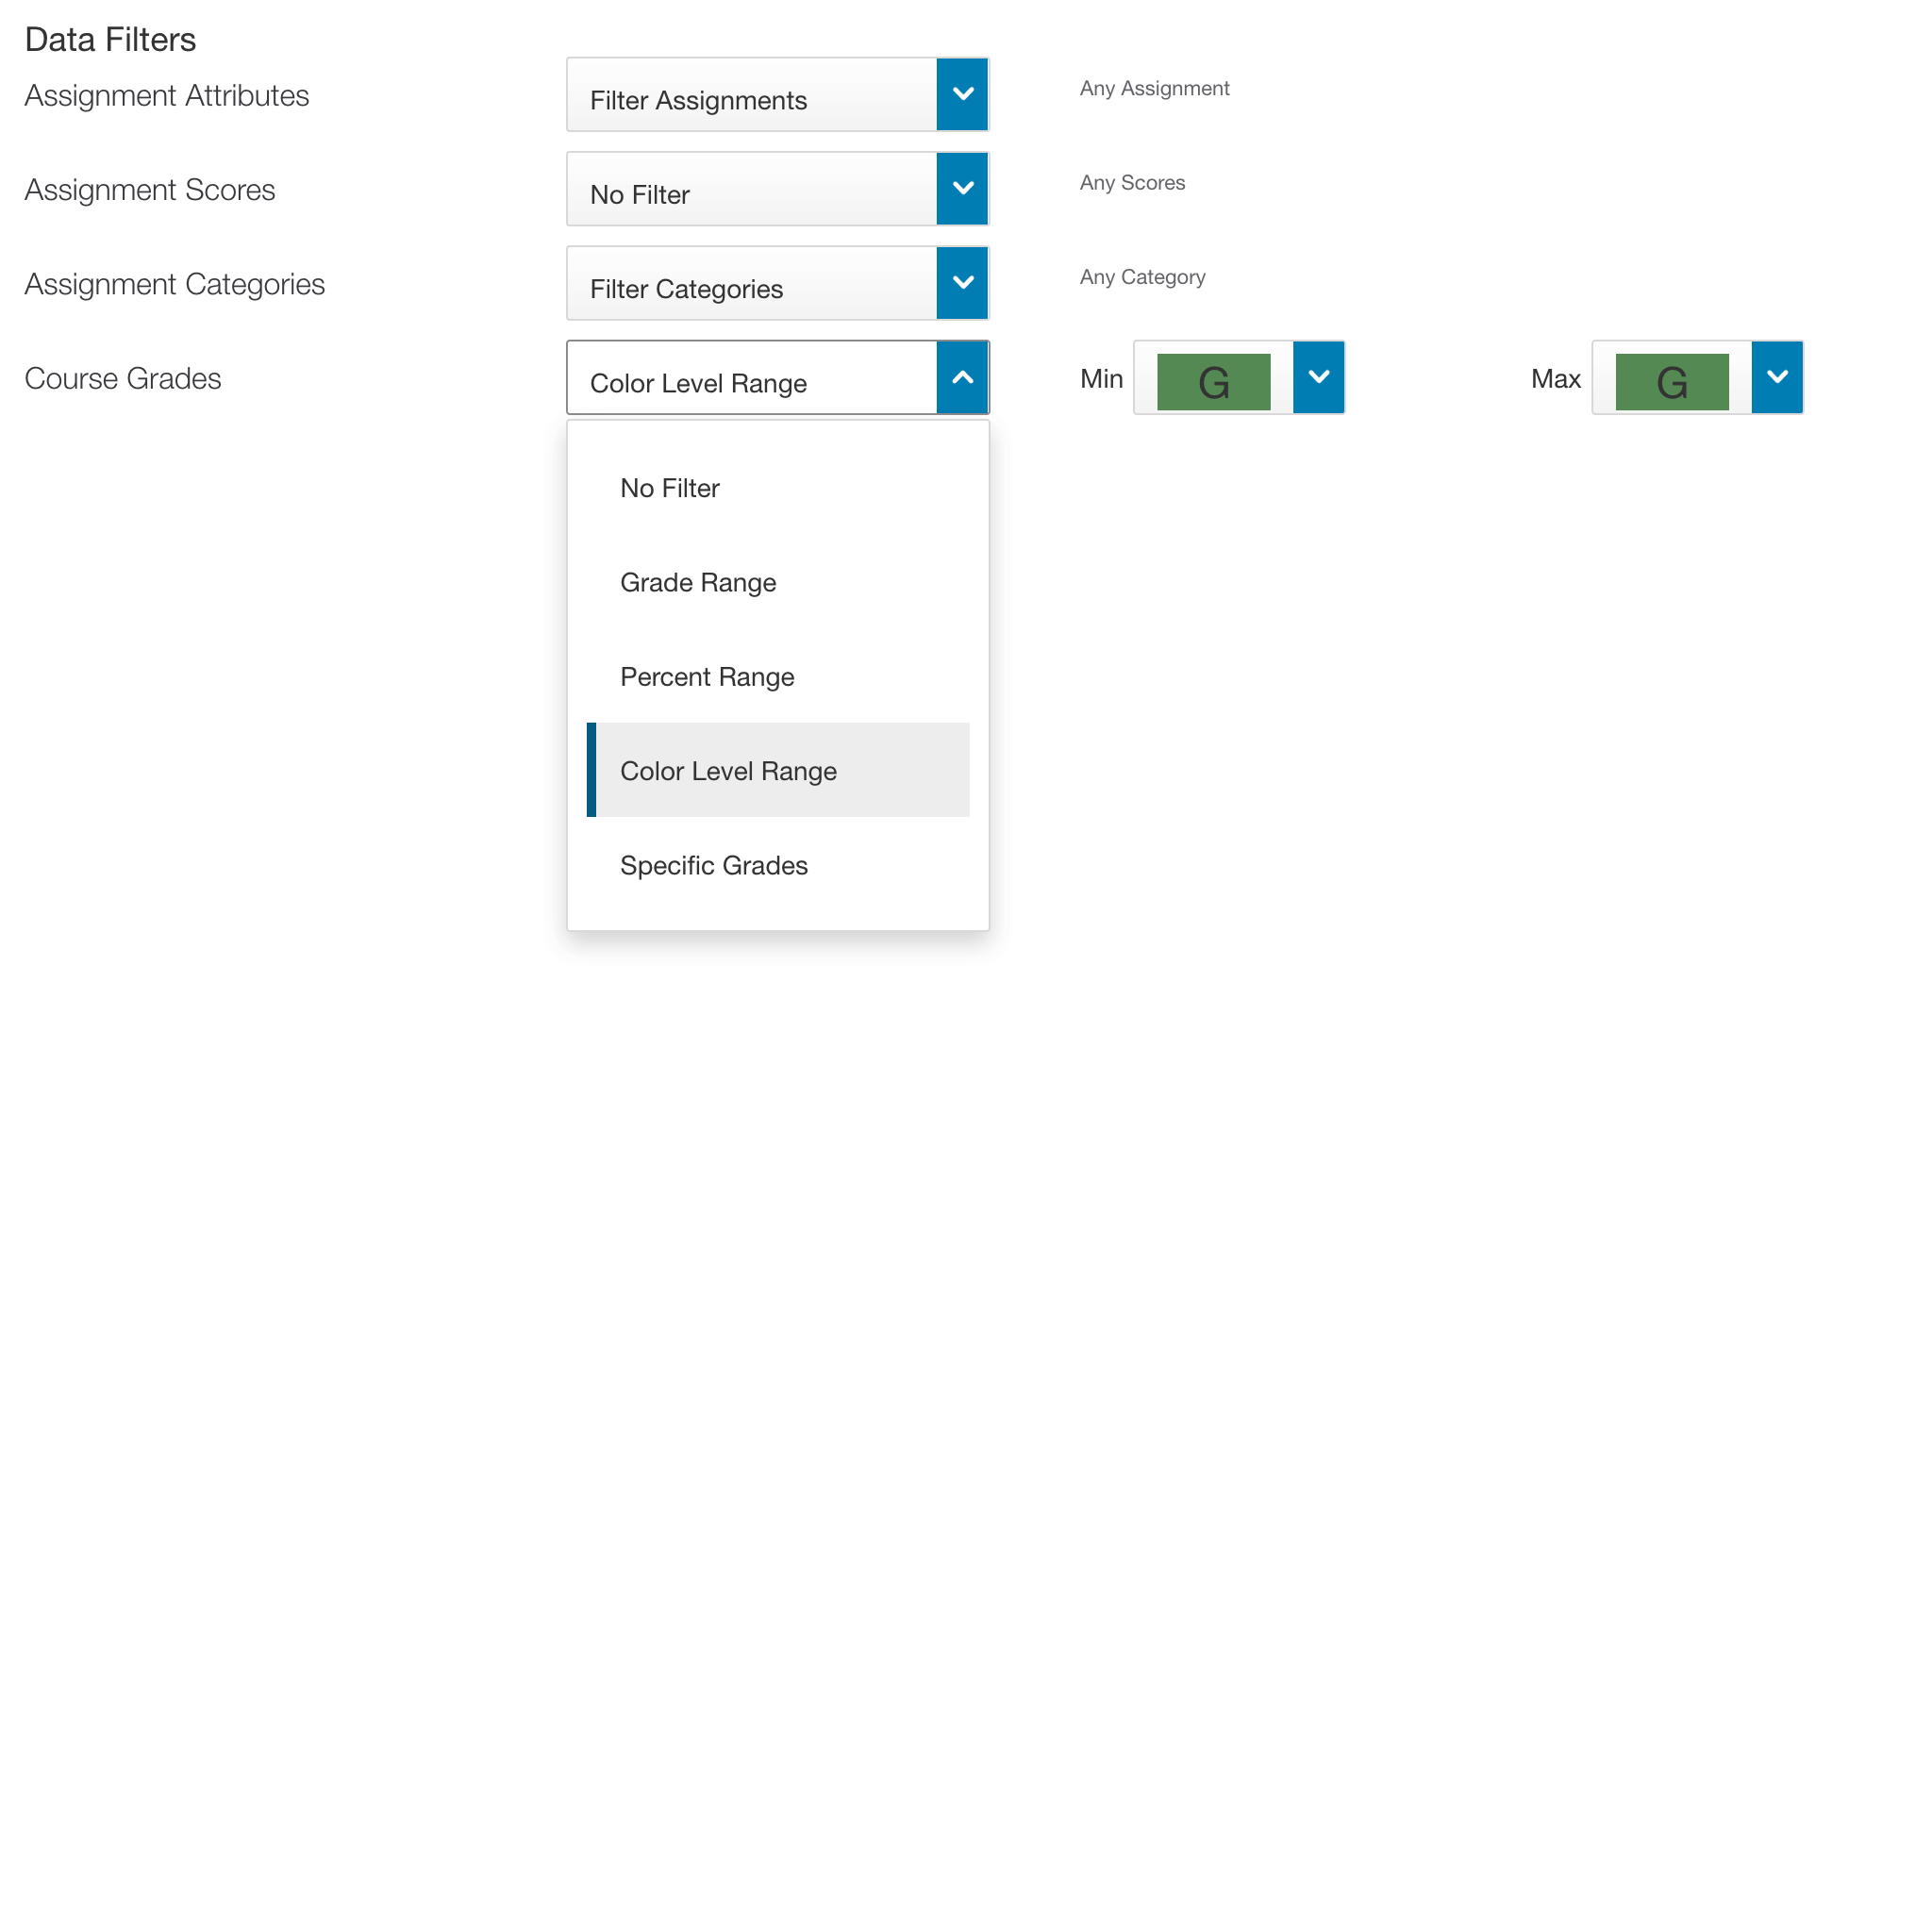 Data Filters
Assignment Attributes
Filter Assignments
Any Assignment
Assignment Scores
No Filter
Any Scores
Assignment Categories
Filter Categories
Any Category
Course Grades
Color Level Range
Min
G
Max
G
No Filter
Grade Range
Percent Range
Color Level Range
Specific Grades